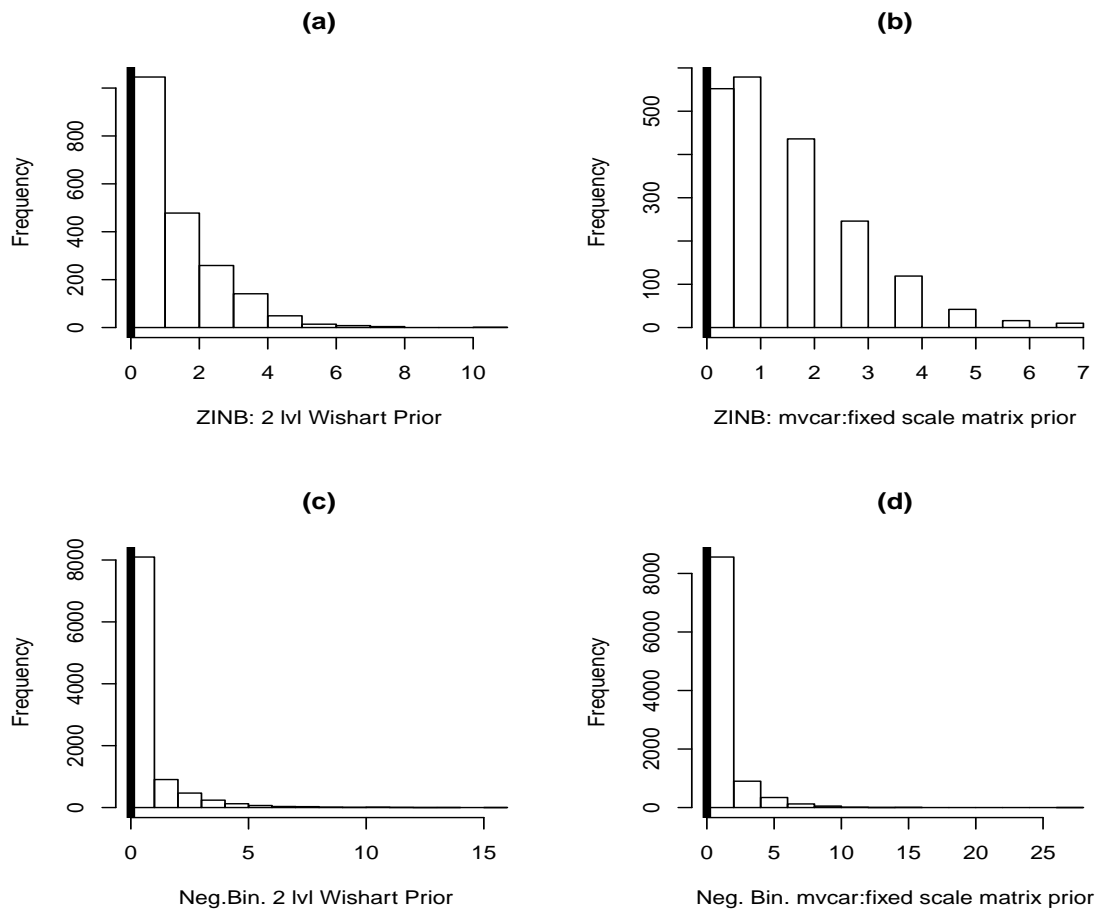 (a)
Frequency
0 200 400 600 800
0 2 4 6 8 10
ZINB: 2 lvl Wishart Prior
(b)
Frequency
0 100 300 500
0 1 2 3 4 5 6 7
ZINB: mvcar:fixed scale matrix prior
(c)
Frequency
0 2000 4000 6000 8000
0 5 10 15
Neg.Bin. 2 lvl Wishart Prior
(d)
Frequency
0 2000 4000 6000 8000
0 5 10 15 20 25
Neg. Bin. mvcar:fixed scale matrix prior